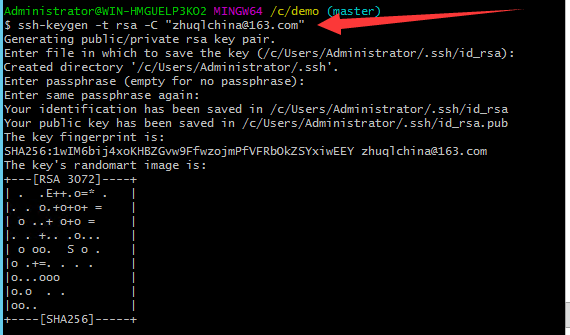 Administrator@WIN-HMGUELP3KO2 MINGW64 /c/demo (master)
$ ssh-keygen -t rsa -C "zhuqlchina@163.com"
Generating public/private rsa key pair.
Enter file in which to save the key (/c/Users/Administrator/.ssh/id_rsa):
Created directory '/c/Users/Administrator/.ssh'.
Enter passphrase (empty for no passphrase):
Enter same passphrase again:
Your identification has been saved in /c/Users/Administrator/.ssh/id_rsa
Your public key has been saved in /c/Users/Administrator/.ssh/id_rsa.pub
The key fingerprint is:
SHA256:1wIM6bij4xoKHBZGvw9FfwzojmPfVFRbOkZSYxiwEEY zhuqlchina@163.com
The key's randomart image is:
+---[RSA 3072]----+
| .  .E++.o=* .   |
|. . o.+o+o+ =    |
| o ..+ o+o =     |
|. . +.. .o...    |
| o oo.  S o .    |
|o .+=. . . .     |
|o...ooo          |
|o.o  . .         |
|oo..             |
+----[SHA256]-----+